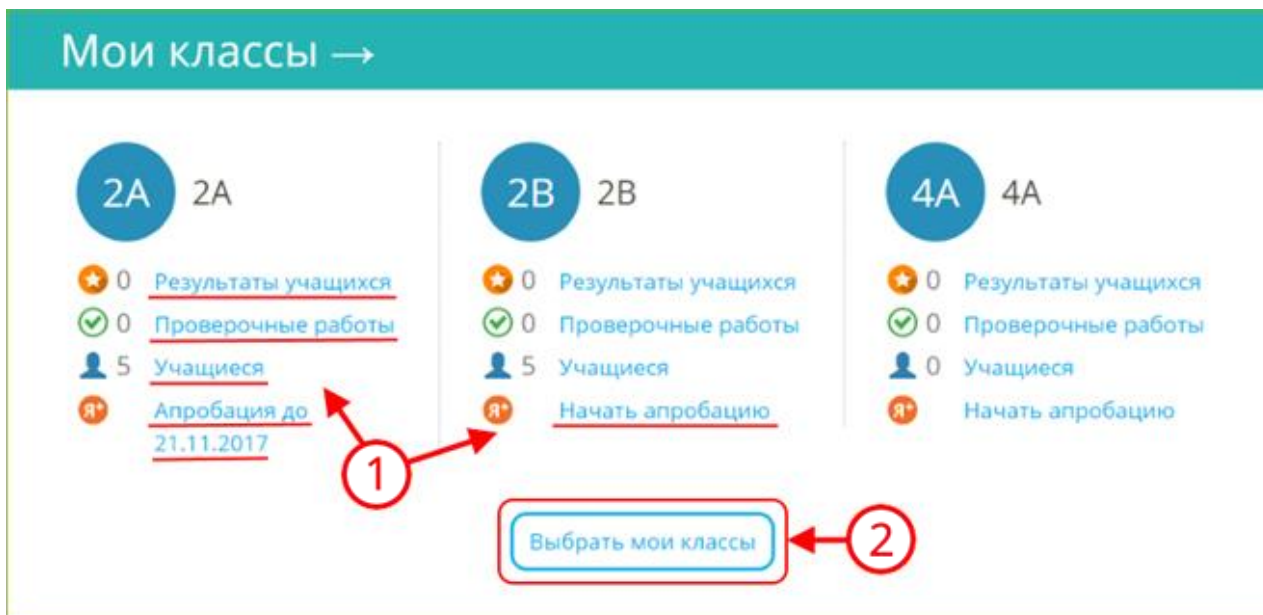 Мои классы →
2А 2А
0 Результаты учащихся
0 Проверочные работы
5 Учащиеся
Я+ Апробация до
21.11.2017
2В 2В
0 Результаты учащихся
0 Проверочные работы
5 Учащиеся
Я+ Начать апробацию
4А 4А
0 Результаты учащихся
0 Проверочные работы
0 Учащиеся
Я+ Начать апробацию
1
Выбрать мои классы
2